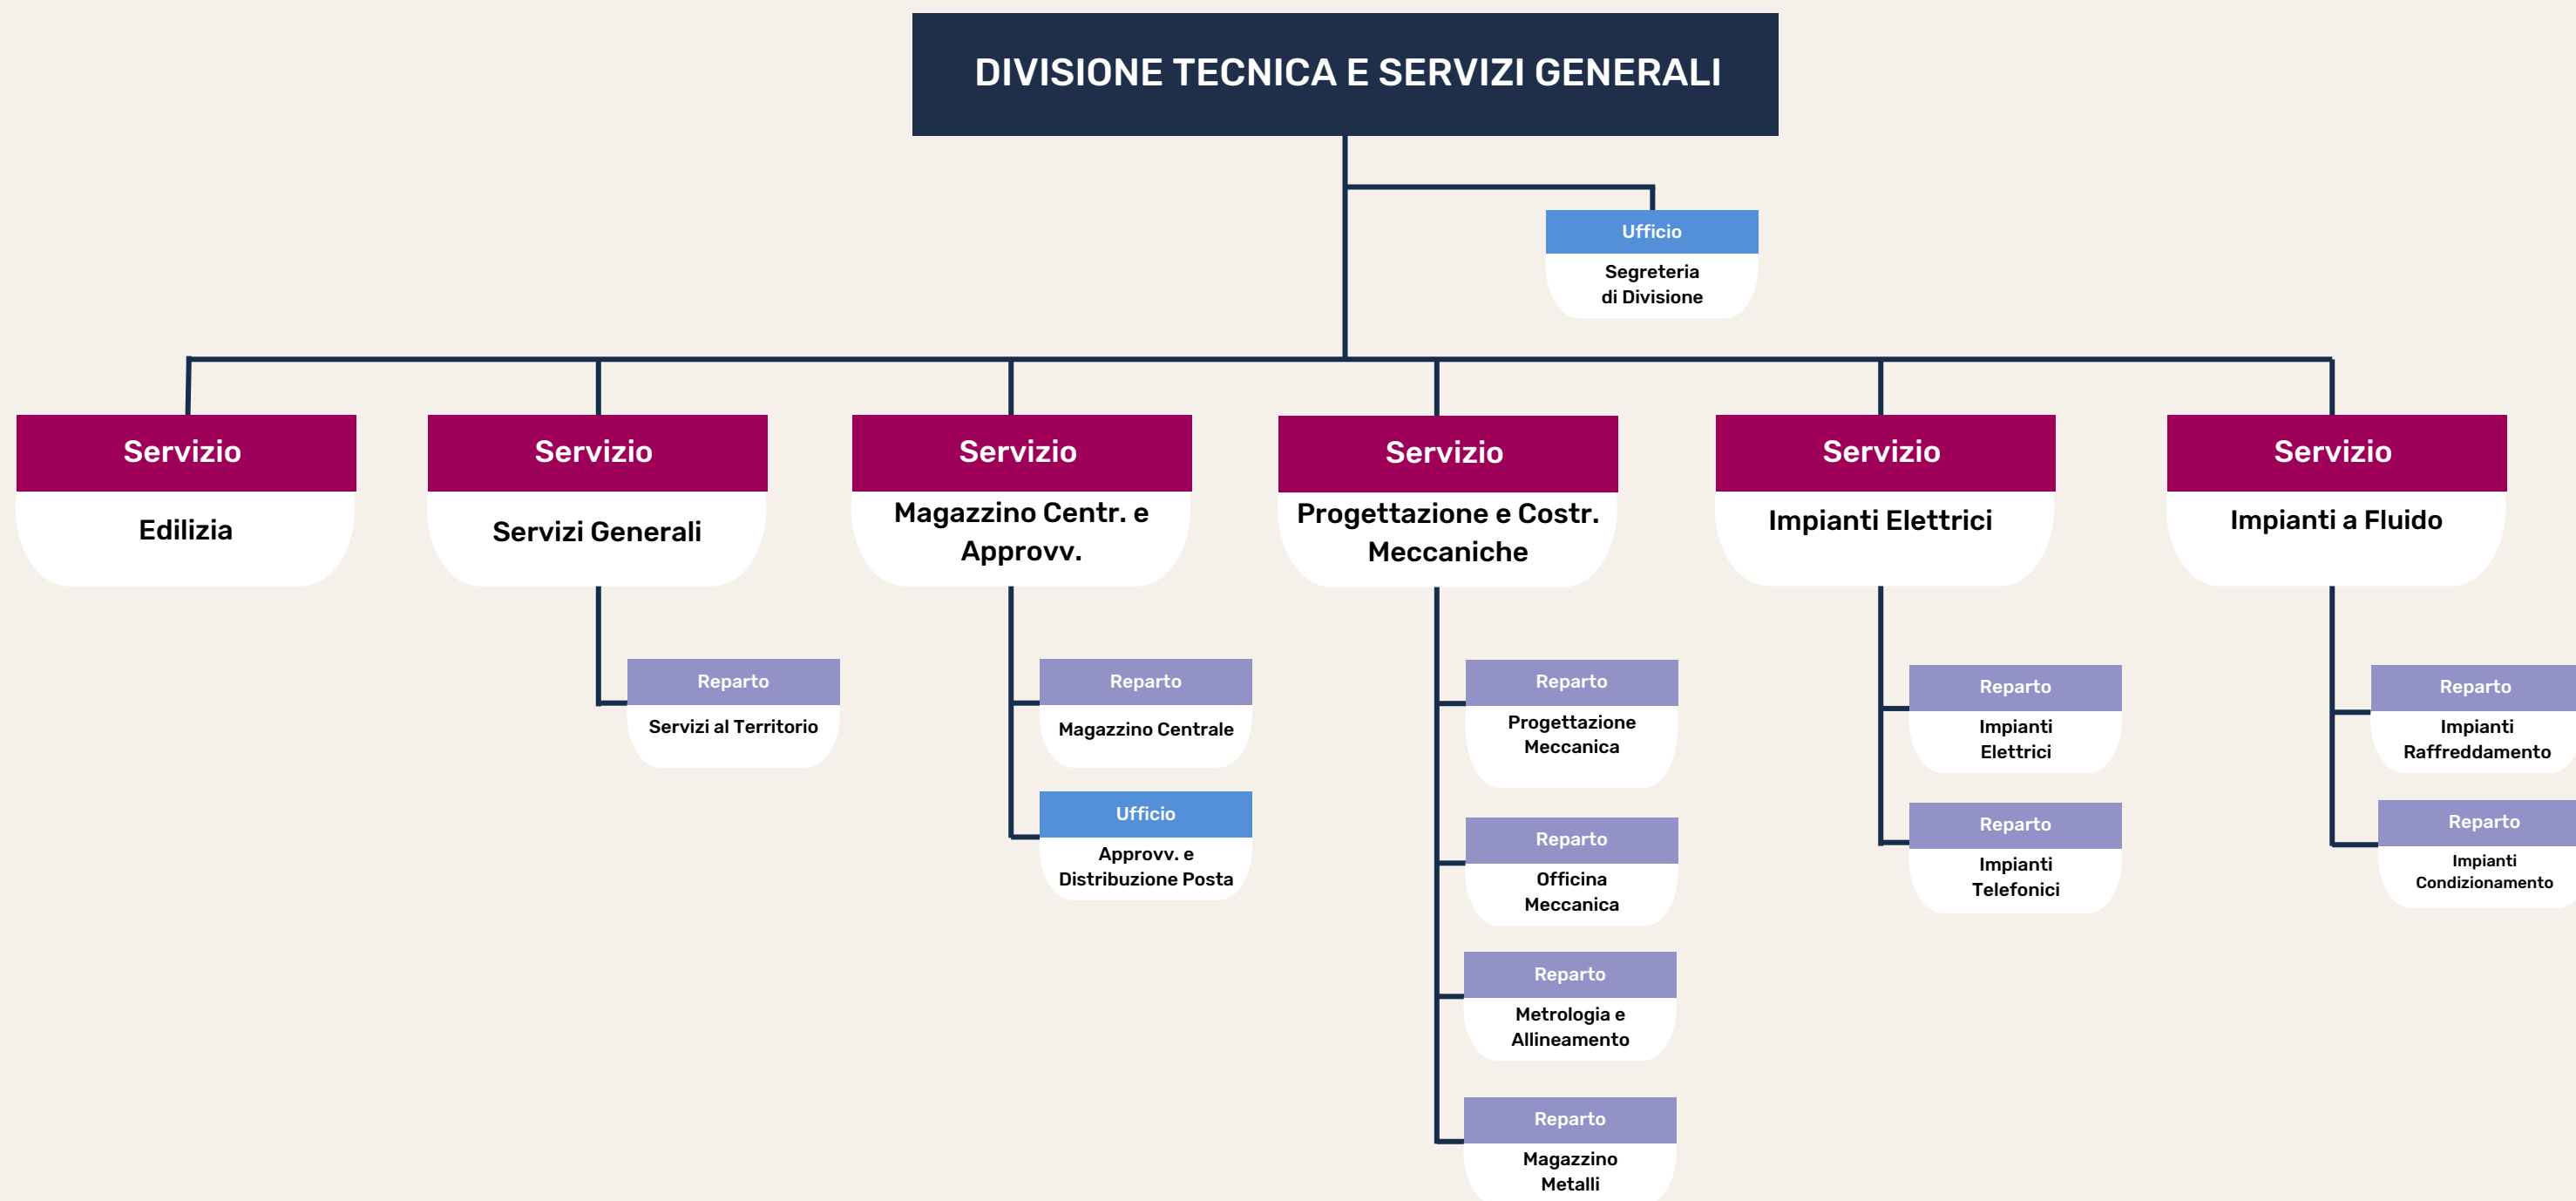 DIVISIONE TECNICA E SERVIZI GENERALI
Ufficio
Segreteria
di Divisione
Servizio
Edilizia
Servizio
Servizi Generali
Reparto
Servizi al Territorio
Servizio
Magazzino Centr. e
Approvv.
Reparto
Magazzino Centrale
Ufficio
Approvv. e
Distribuzione Posta
Servizio
Progettazione e Costr.
Meccaniche
Reparto
Progettazione
Meccanica
Reparto
Officina
Meccanica
Reparto
Metrologia e
Allineamento
Reparto
Magazzino
Metalli
Servizio
Impianti Elettrici
Reparto
Impianti
Elettrici
Reparto
Impianti
Telefonici
Servizio
Impianti a Fluido
Reparto
Impianti
Raffreddamento
Reparto
Impianti
Condizionamento